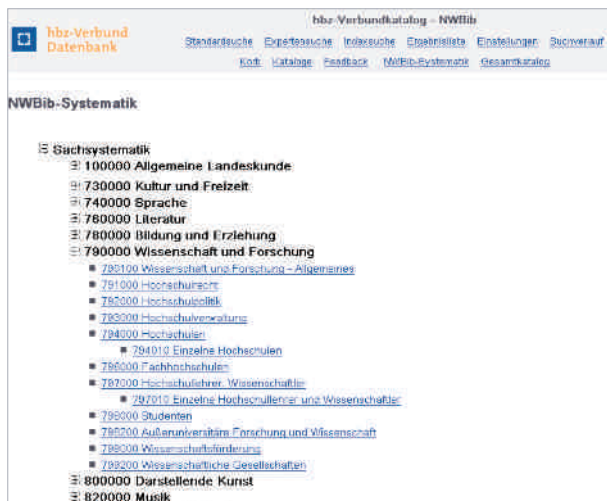 hbz-Verbundkatalog - NWBib
hbz-Verbund
Datenbank
Standardsuche Expertensuche Indexsuche Ergebnisliste Einstellungen Suchverlauf
Korb Kataloge Feedback NWBib-Systematik Gesamtkatalog
NWBib-Systematik
Sachsystematik
100000 Allgemeine Landeskunde
730000 Kultur und Freizeit
740000 Sprache
760000 Literatur
780000 Bildung und Erziehung
790000 Wissenschaft und Forschung
790100 Wissenschaft und Forschung - Allgemeines
791000 Hochschulrecht
792000 Hochschulpolitik
793000 Hochschulverwaltung
794000 Hochschulen
794010 Einzelne Hochschulen
796000 Fachhochschulen
797000 Hochschullehrer, Wissenschaftler
797010 Einzelne Hochschullehrer und Wissenschaftler
798000 Studenten
798200 Außeruniversitäre Forschung und Wissenschaft
799000 Wissenschaftsförderung
799200 Wissenschaftliche Gesellschaften
800000 Darstellende Kunst
820000 Musik